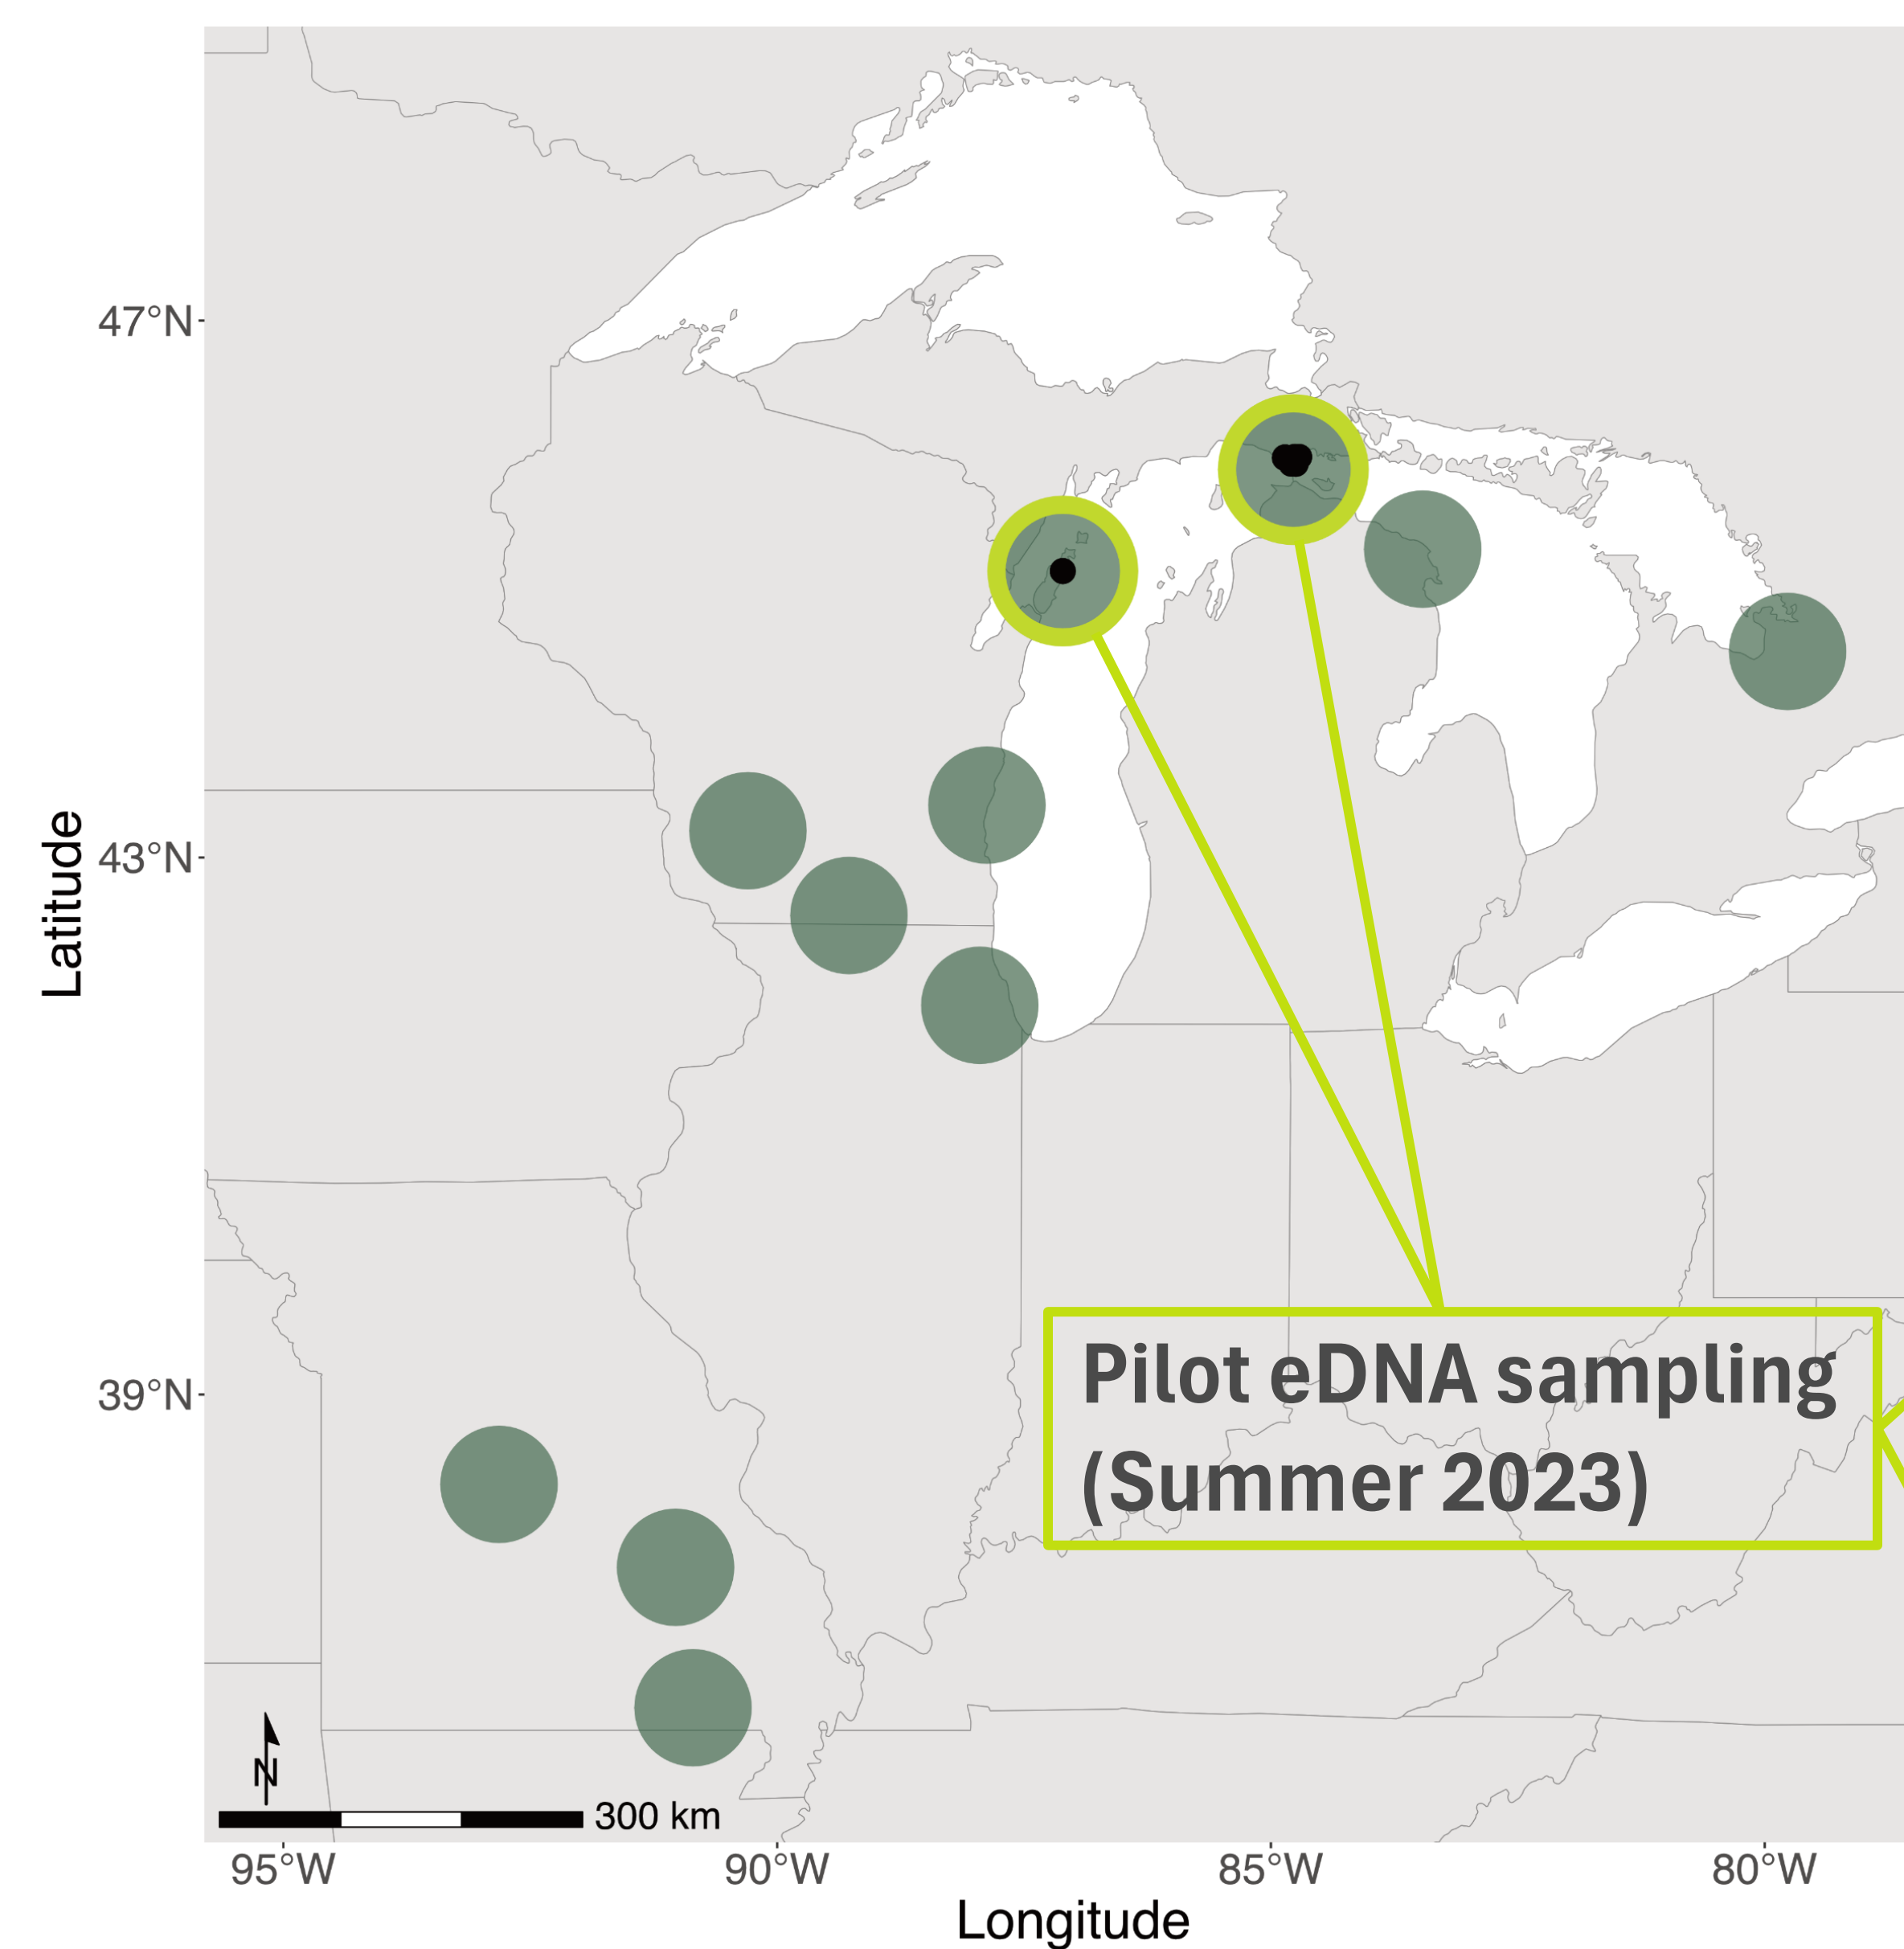 47°N
43°N
39°N
Latitude
Pilot eDNA sampling
(Summer 2023)
N
300 km
95°W
90°W
85°W
80°W
Longitude